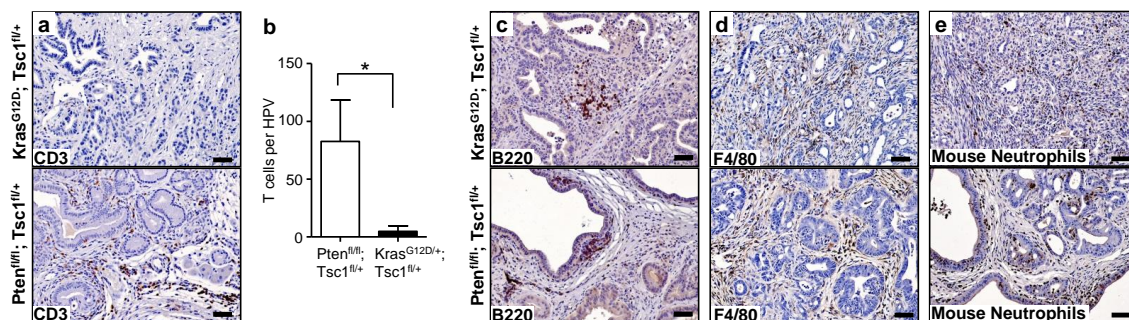 a
b
c
d
e
Kras^G12D; Tsc1^fl/+
CD3
Pten^fl/fl; Tsc1^fl/+
CD3
T cells per HPV
150
100
50
0
*
Pten^fl/fl;
Tsc1^fl/+
Kras^G12D/+;
Tsc1^fl/+
Kras^G12D; Tsc1^fl/+
B220
Pten^fl/fl; Tsc1^fl/+
B220
F4/80
F4/80
Mouse Neutrophils
Mouse Neutrophils